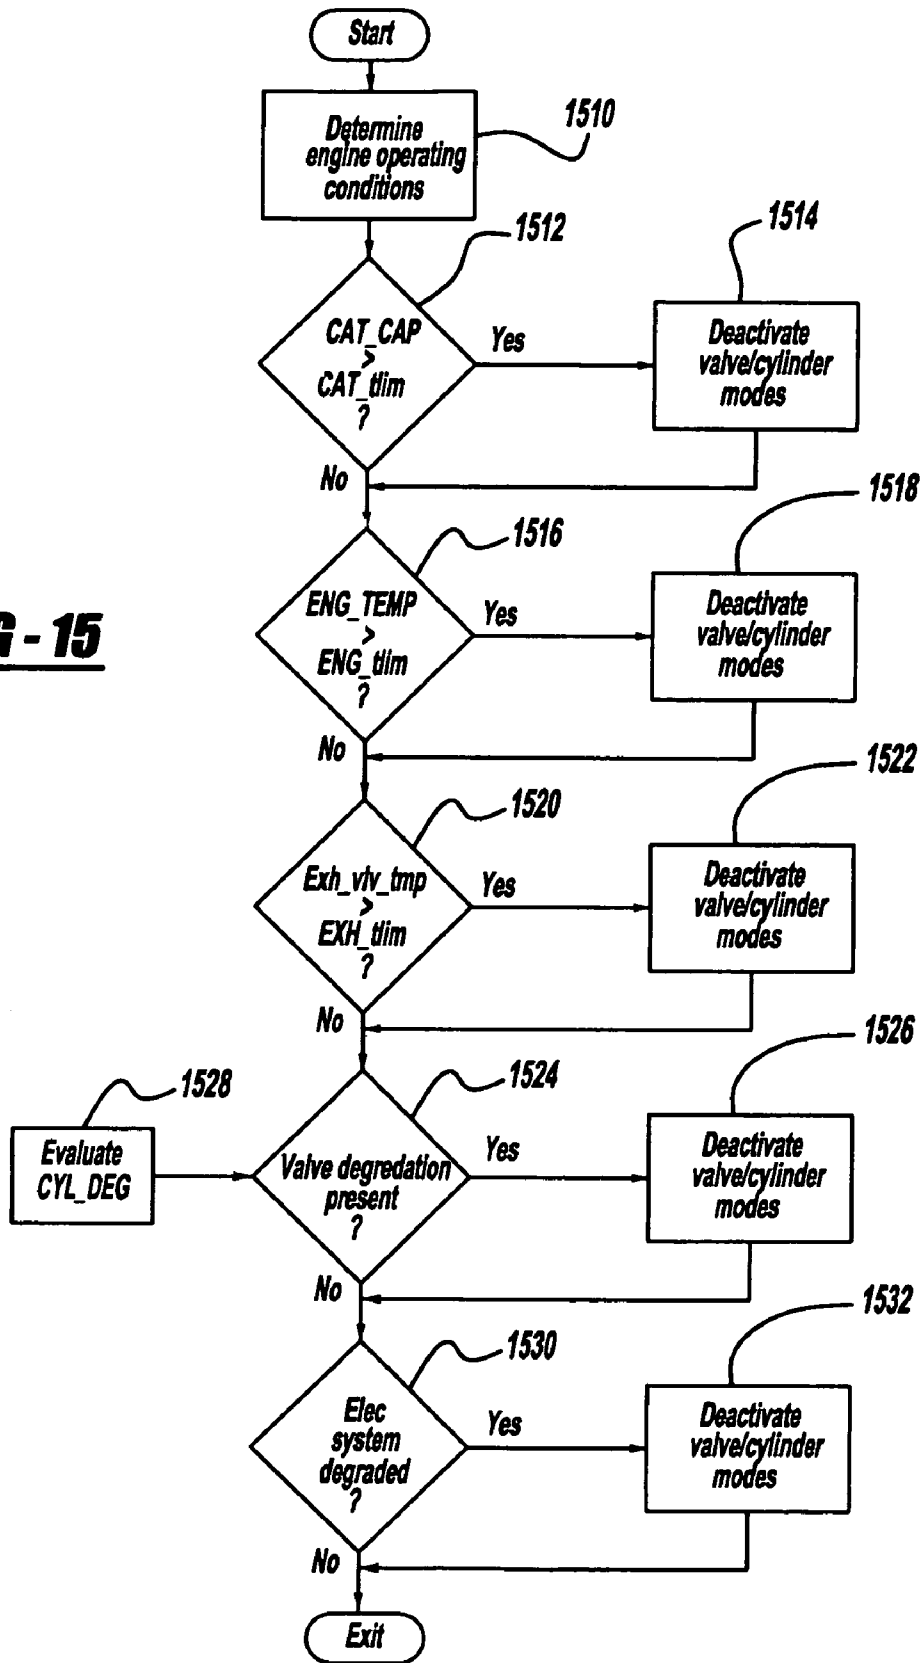 Start
Determine
engine operating
conditions
1510
1512
CAT_CAP
>
CAT_tlim
?
Yes
No
1514
Deactivate
valve/cylinder
modes
1516
ENG_TEMP
>
ENG_tlim
?
Yes
No
1518
Deactivate
valve/cylinder
modes
G - 15
1520
Exh_vlv_tmp
>
EXH_tlim
?
Yes
No
1522
Deactivate
valve/cylinder
modes
1528
Evaluate
CYL_DEG
1524
Valve degredation
present
?
Yes
No
1526
Deactivate
valve/cylinder
modes
1530
Elec
system
degraded
?
Yes
No
1532
Deactivate
valve/cylinder
modes
Exit